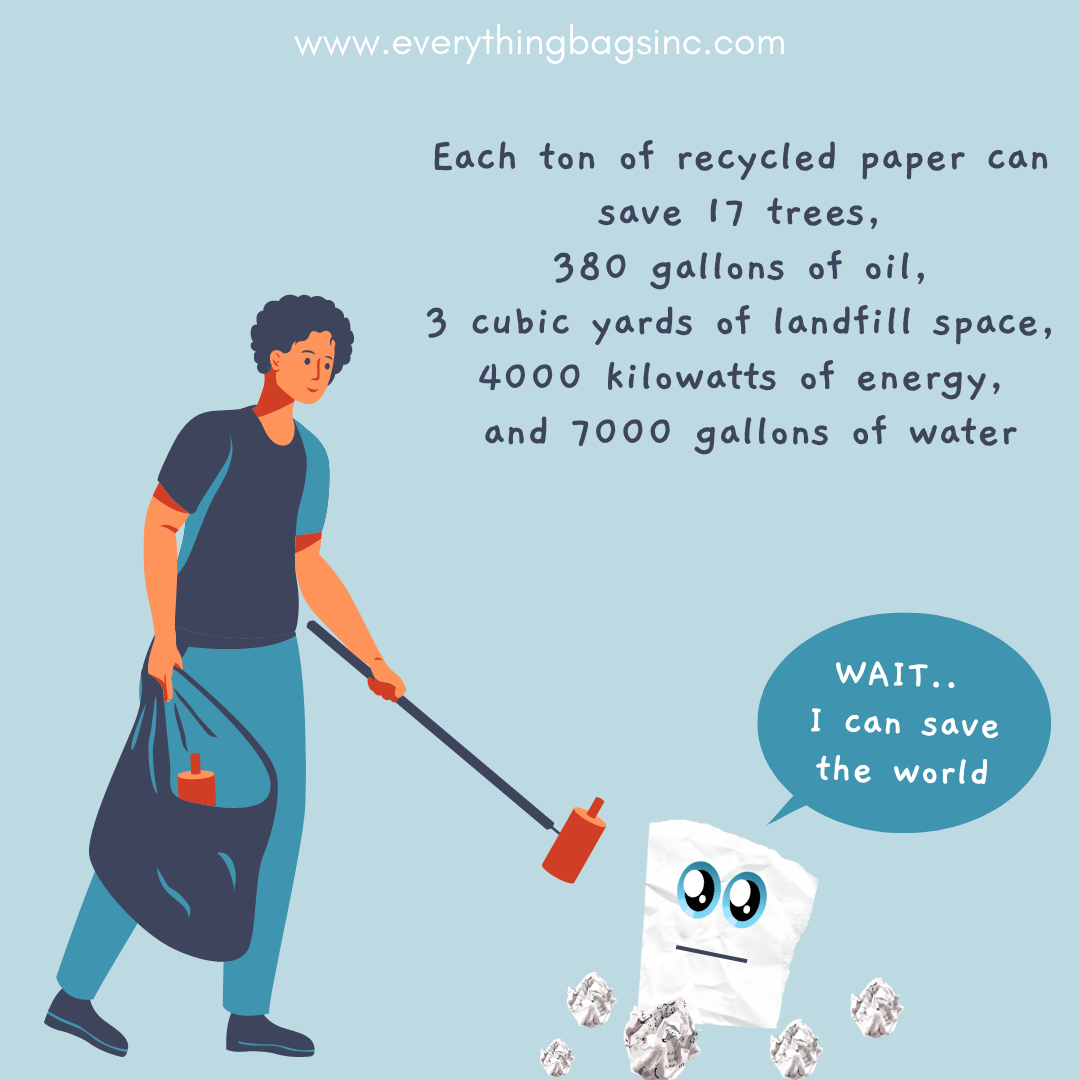 www.everythingbagsinc.com
Each ton of recycled paper can
save 17 trees,
380 gallons of oil,
3 cubic yards of landfill space,
4000 kilowatts of energy,
and 7000 gallons of water
WAIT..
I can save
the world